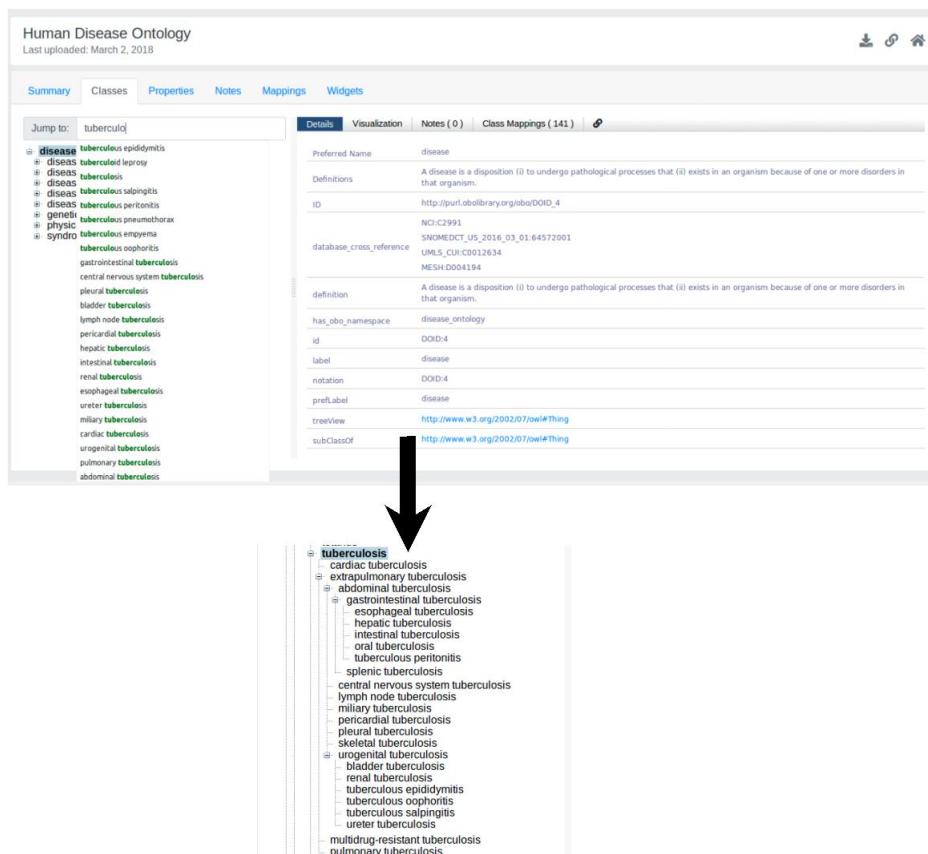 Human Disease Ontology
Last uploaded: March 2, 2018
Summary Classes Properties Notes Mappings Widgets
Jump to: tuberculo
disease
diseas
diseas
diseas
diseas
diseas
genetic
physic
syndro
tuberculous epididymitis
tuberculoid leprosy
tuberculosis
tuberculous salpingitis
tuberculous peritonitis
tuberculous pneumothorax
tuberculous empyema
tuberculous oophoritis
gastrointestinal tuberculosis
central nervous system tuberculosis
pleural tuberculosis
bladder tuberculosis
lymph node tuberculosis
pericardial tuberculosis
hepatic tuberculosis
intestinal tuberculosis
renal tuberculosis
esophageal tuberculosis
ureter tuberculosis
miliary tuberculosis
cardiac tuberculosis
urogenital tuberculosis
pulmonary tuberculosis
abdominal tuberculosis
Details Visualization Notes ( 0 ) Class Mappings ( 141 )
Preferred Name disease
Definitions A disease is a disposition (i) to undergo pathological processes that (ii) exists in an organism because of one or more disorders in
that organism.
ID http://purl.obolibrary.org/obo/DOID_4
database_cross_reference NCI:C2991
SNOMEDCT_US_2016_03_01:64572001
UMLS_CUI:C0012634
MESH:D004194
definition A disease is a disposition (i) to undergo pathological processes that (ii) exists in an organism because of one or more disorders in
that organism.
has_obo_namespace disease_ontology
id DOID:4
label disease
notation DOID:4
prefLabel disease
treeView http://www.w3.org/2002/07/owl#Thing
subClassOf http://www.w3.org/2002/07/owl#Thing
tuberculosis
cardiac tuberculosis
extrapulmonary tuberculosis
abdominal tuberculosis
gastrointestinal tuberculosis
esophageal tuberculosis
hepatic tuberculosis
intestinal tuberculosis
oral tuberculosis
tuberculous peritonitis
splenic tuberculosis
central nervous system tuberculosis
lymph node tuberculosis
miliary tuberculosis
pericardial tuberculosis
pleural tuberculosis
skeletal tuberculosis
urogenital tuberculosis
bladder tuberculosis
renal tuberculosis
tuberculous epididymitis
tuberculous oophoritis
tuberculous salpingitis
ureter tuberculosis
multidrug-resistant tuberculosis
pulmonary tuberculosis